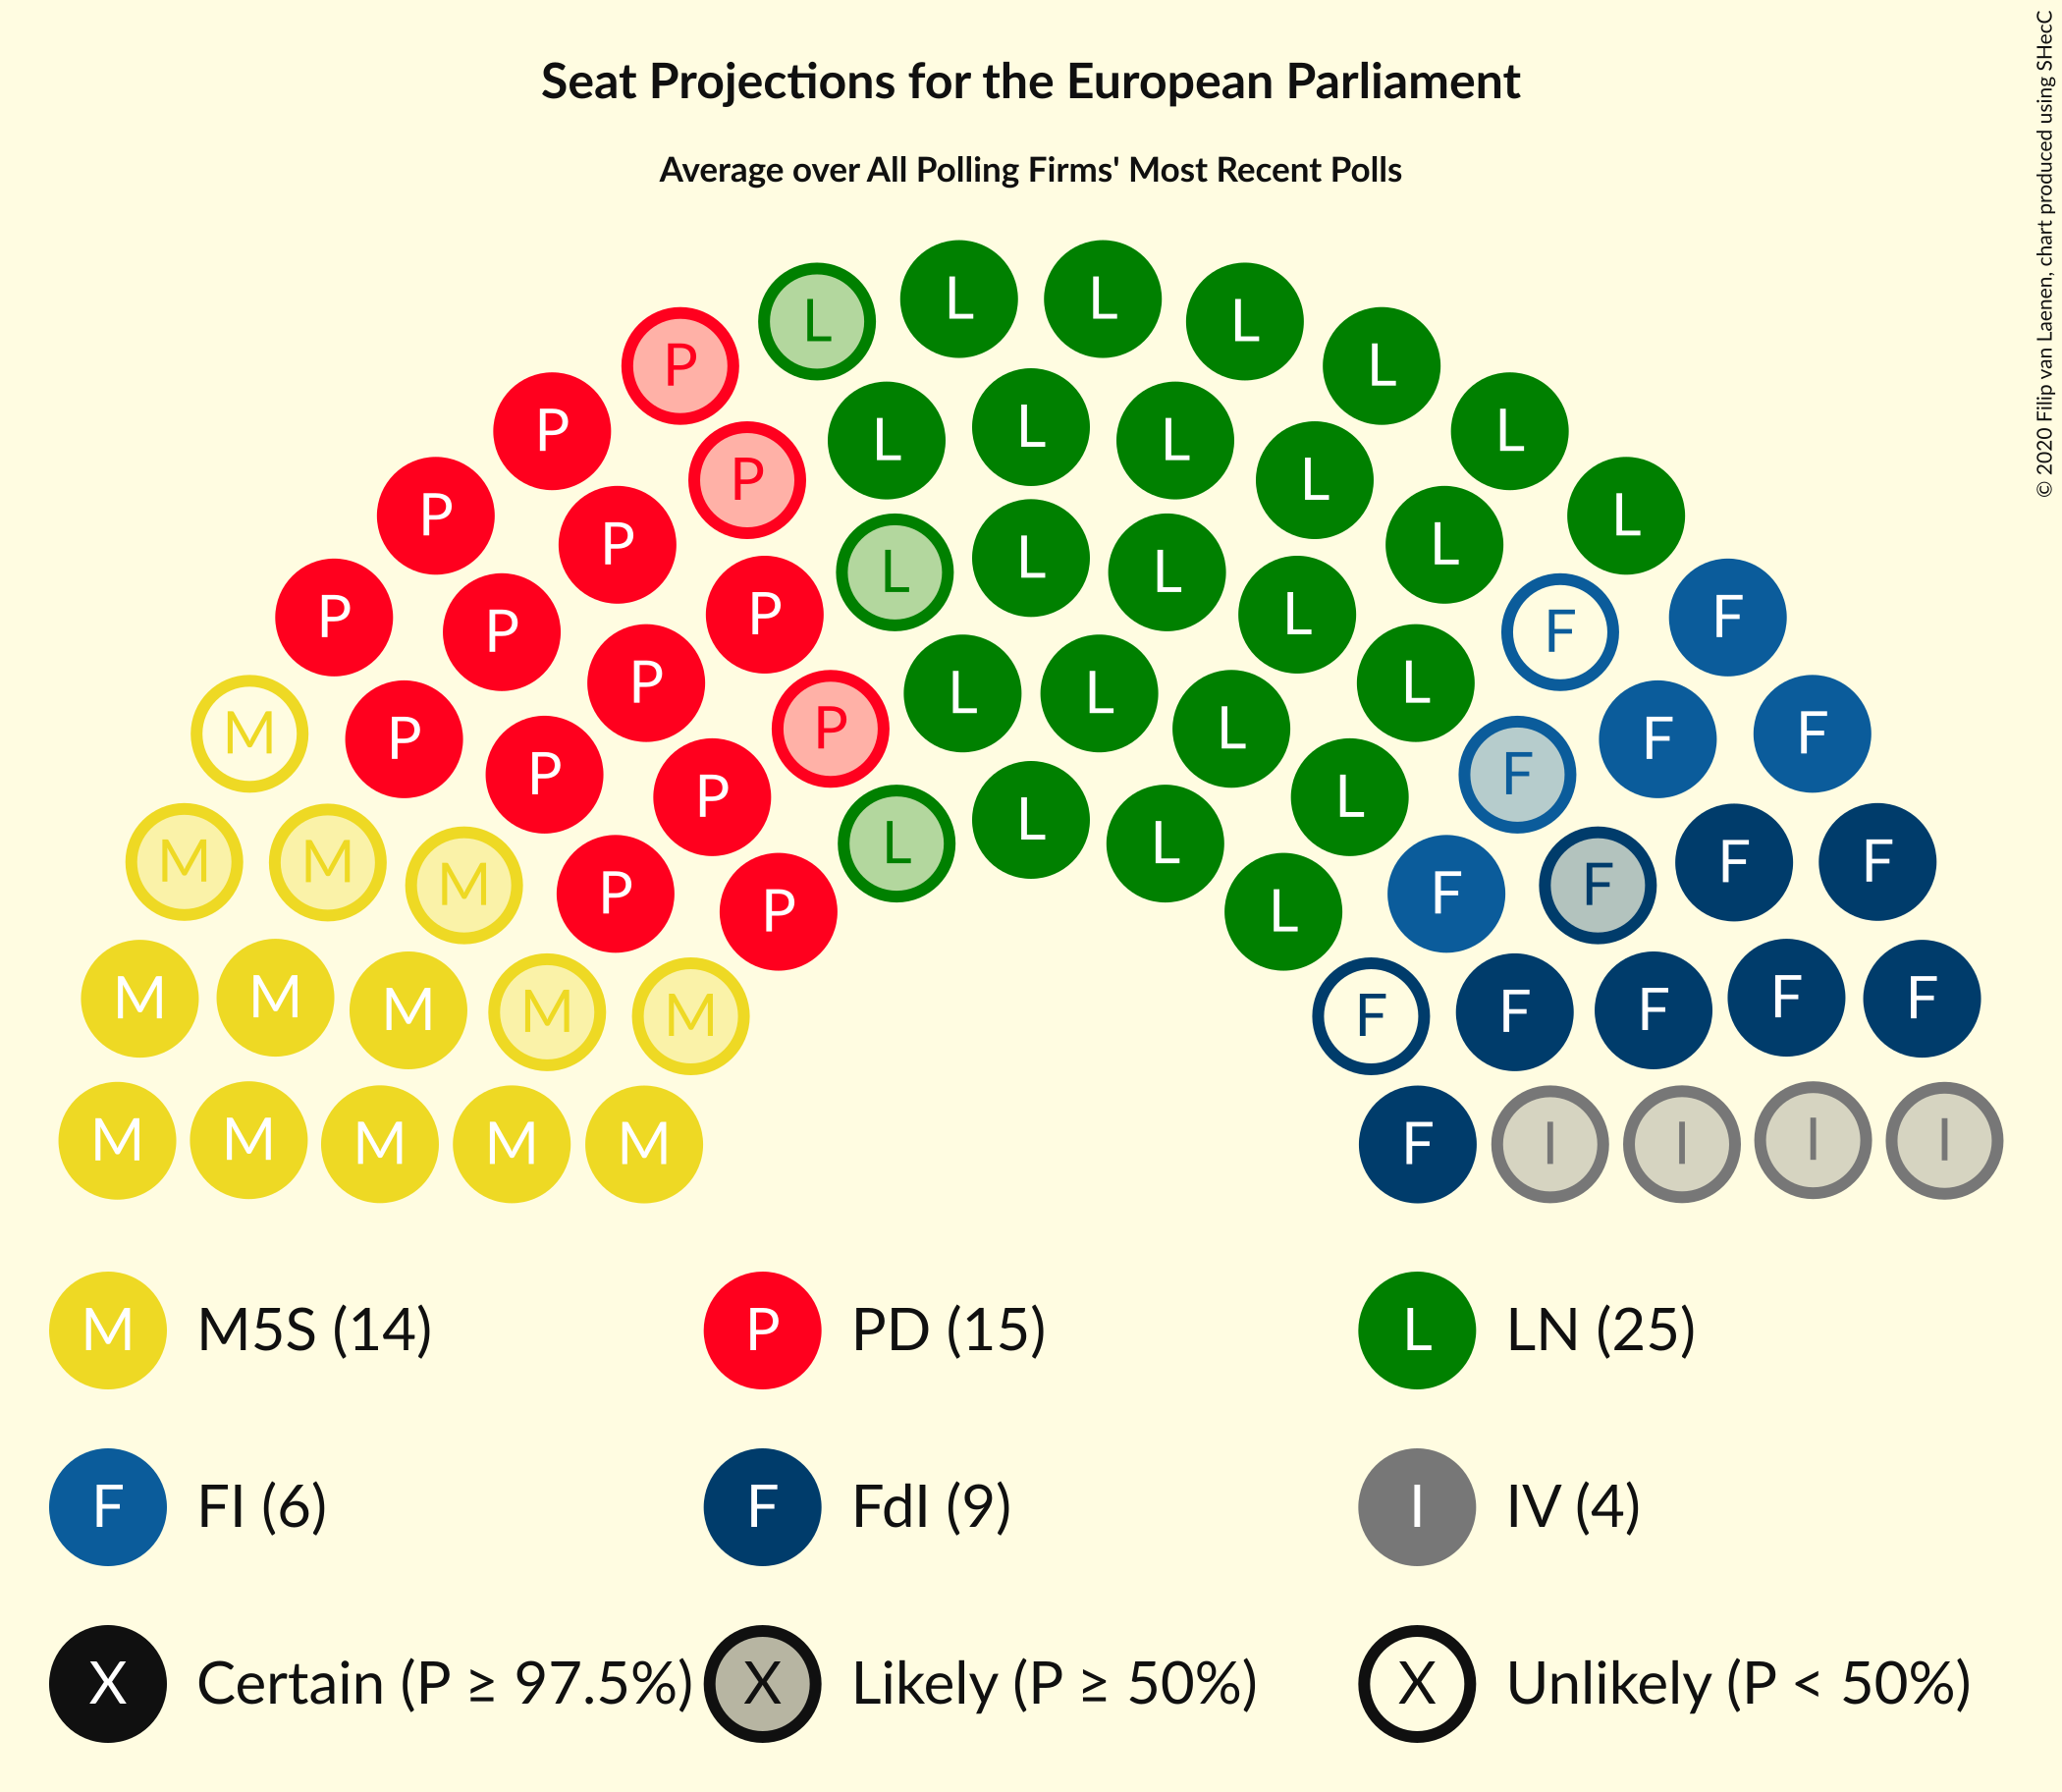 Seat Projections for the European Parliament
Average over All Polling Firms' Most Recent Polls
© 2020 Filip van Laenen, chart produced using SHecC
L L L
L L
P L
P L L L L
P L
P L
P L
P L L
P F F
P L
P L
P L L L
M P L F F
P F
P L
P L
L L
M M F F
M F
P F
P L
M M F F
M M F F
M M F F
M M M M M F I I I I
M M5S (14) P PD (15) L LN (25)
F FI (6) F FdI (9) I IV (4)
X Certain (P ≥ 97.5%) X Likely (P ≥ 50%) X Unlikely (P < 50%)